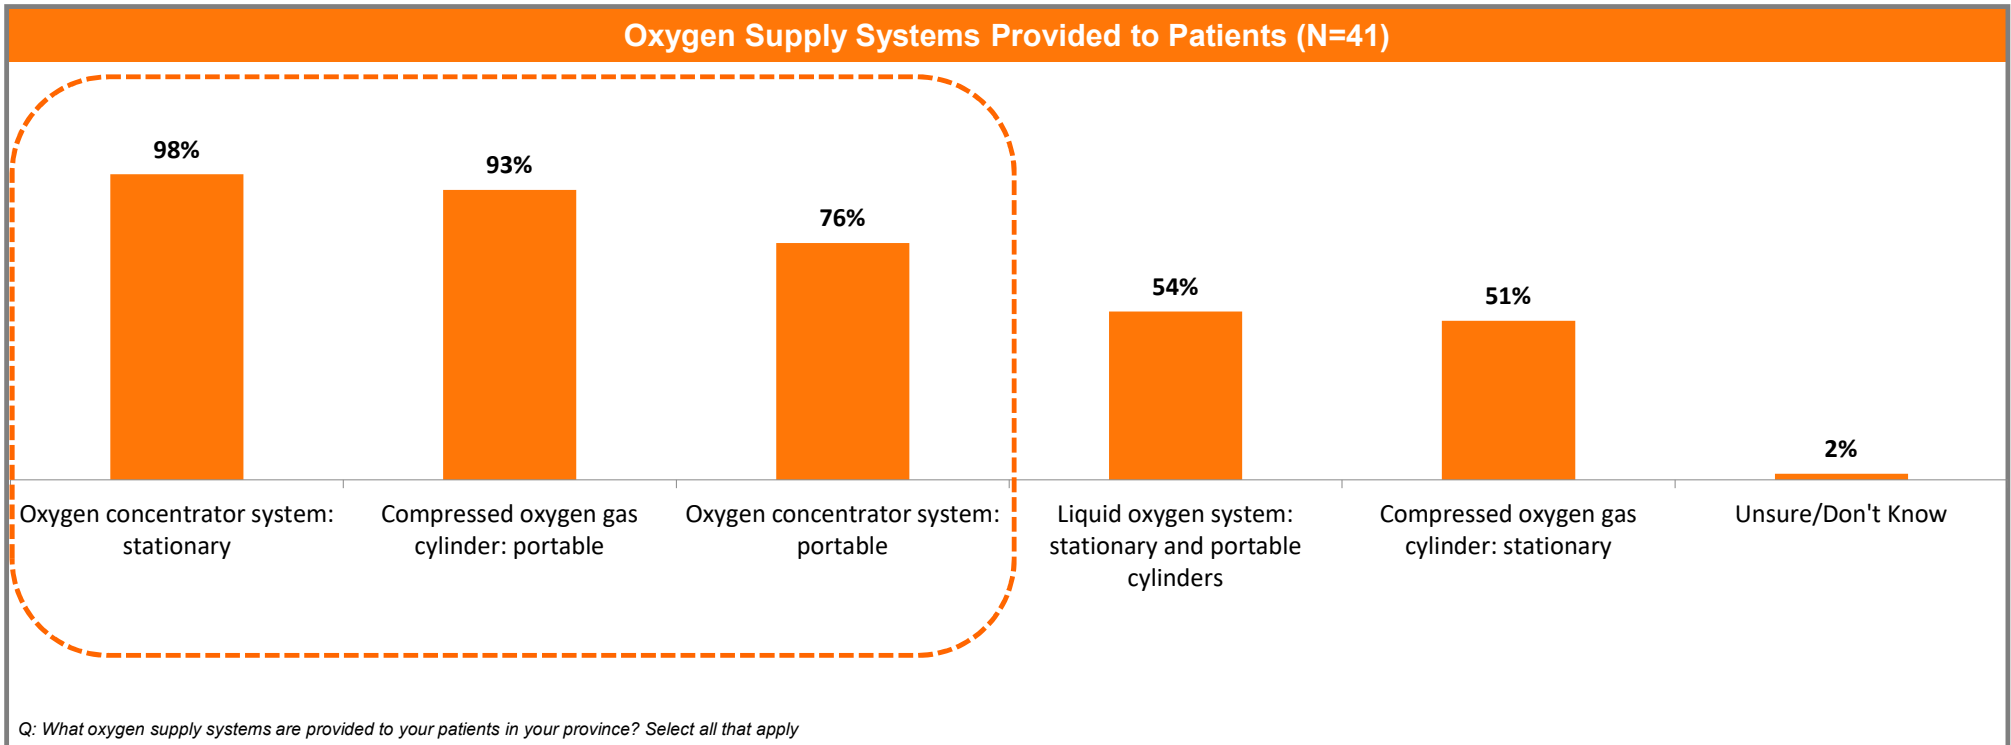 Oxygen Supply Systems Provided to Patients (N=41)
98%
93%
76%
54%
51%
2%
Oxygen concentrator system:
stationary
Compressed oxygen gas
cylinder: portable
Oxygen concentrator system:
portable
Liquid oxygen system:
stationary and portable
cylinders
Compressed oxygen gas
cylinder: stationary
Unsure/Don't Know
Q: What oxygen supply systems are provided to your patients in your province? Select all that apply